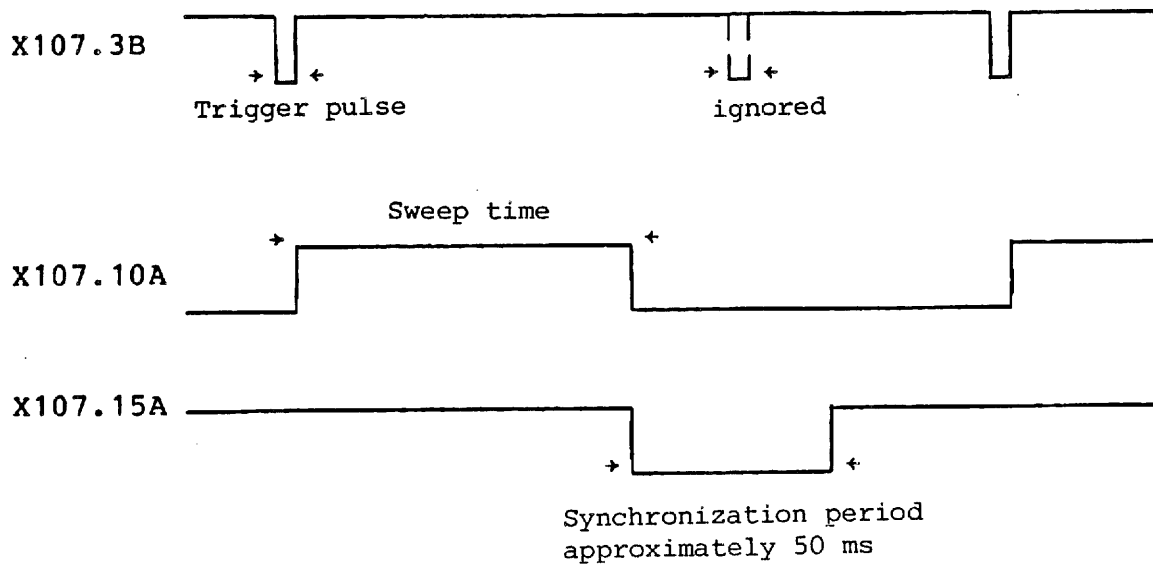 X107.3B
Trigger pulse
ignored
Sweep time
X107.10A
X107.15A
Synchronization period
approximately 50 ms